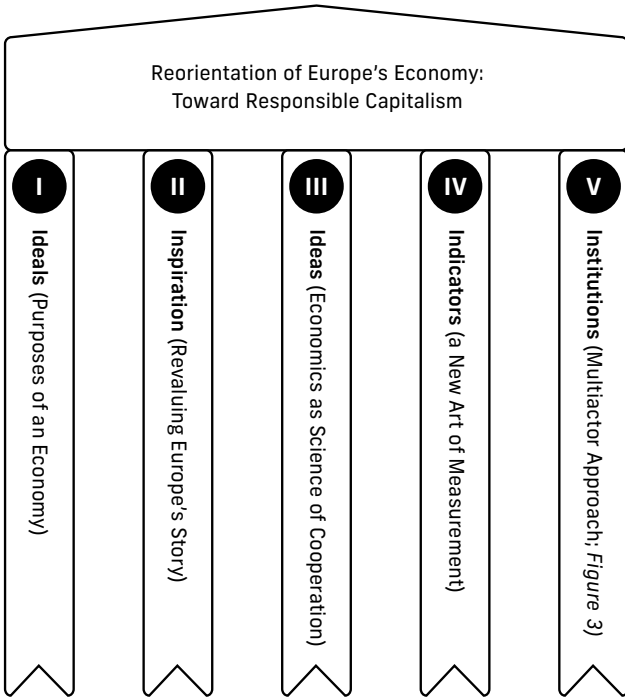 Reorientation of Europe's Economy:
Toward Responsible Capitalism
I
Ideals (Purposes of an Economy)
II
Inspiration (Revaluing Europe's Story)
III
Ideas (Economics as Science of Cooperation)
IV
Indicators (a New Art of Measurement)
V
Institutions (Multiactor Approach; Figure 3)